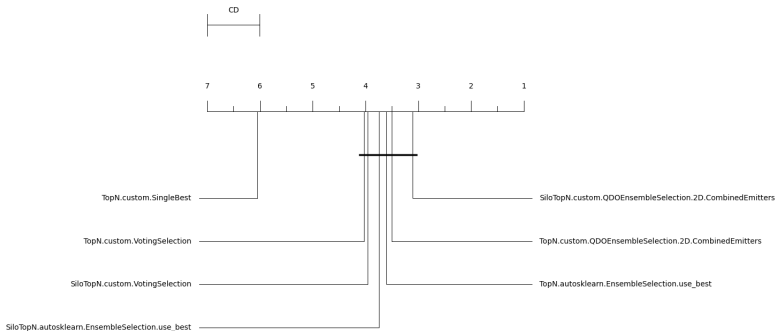 CD
7 6 5 4 3 2 1
TopN.custom.SingleBest
SiloTopN.custom.QDOEnsembleSelection.2D.CombinedEmitters
TopN.custom.VotingSelection
TopN.custom.QDOEnsembleSelection.2D.CombinedEmitters
SiloTopN.custom.VotingSelection
TopN.autosklearn.EnsembleSelection.use_best
SiloTopN.autosklearn.EnsembleSelection.use_best